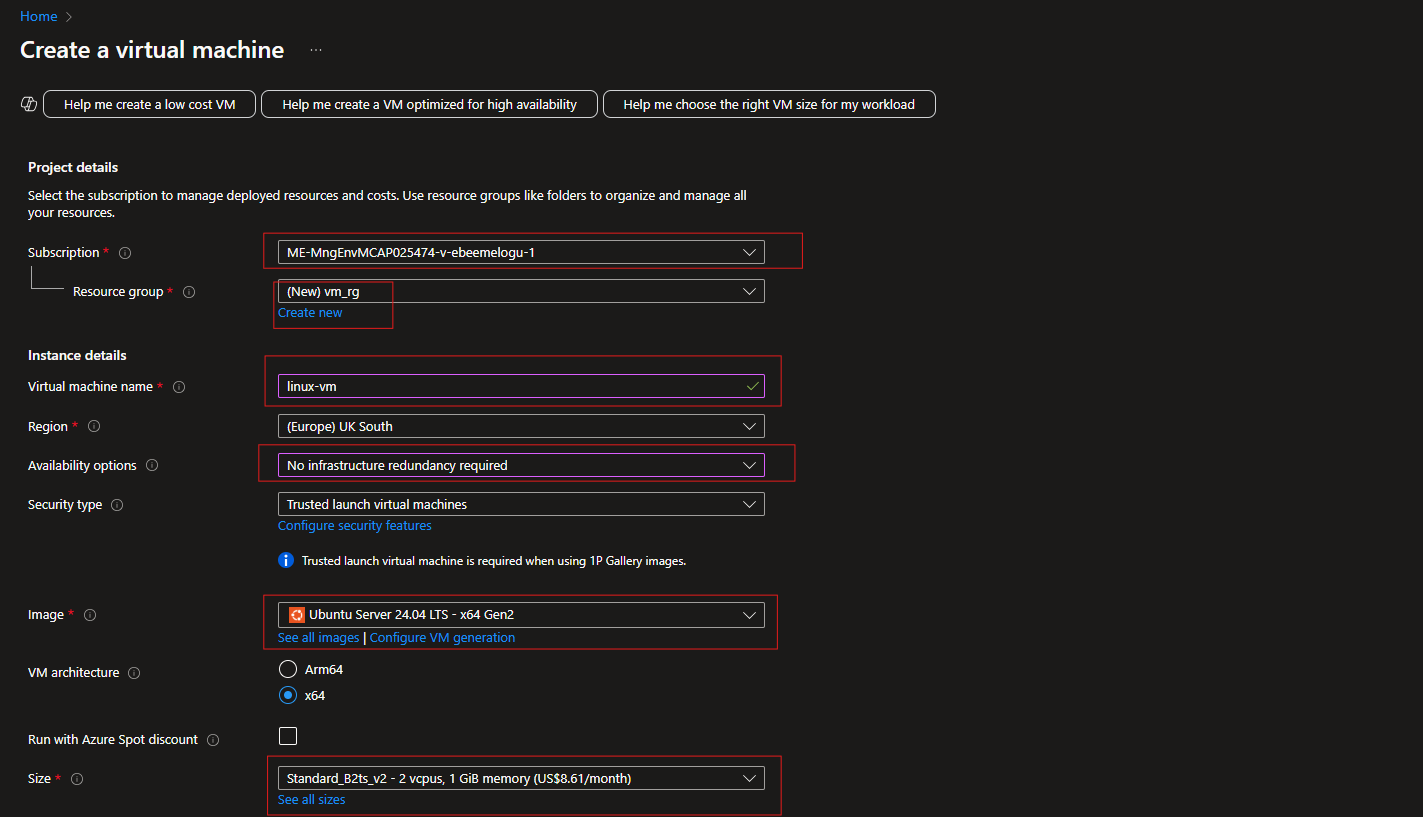 Home
Create a virtual machine
Help me create a low cost VM
Help me create a VM optimized for high availability
Help me choose the right VM size for my workload
Project details
Select the subscription to manage deployed resources and costs. Use resource groups like folders to organize and manage all
your resources.
Subscription *
ME-MngEnvMCAP025474-v-ebeemelogu-1
Resource group *
(New) vm_rg
Create new
Instance details
Virtual machine name *
linux-vm
Region *
(Europe) UK South
Availability options
No infrastructure redundancy required
Security type
Trusted launch virtual machines
Configure security features
Trusted launch virtual machine is required when using 1P Gallery images.
Image *
Ubuntu Server 24.04 LTS - x64 Gen2
See all images | Configure VM generation
VM architecture
Arm64
x64
Run with Azure Spot discount
Size *
Standard_B2ts_v2 - 2 vcpus, 1 GiB memory (US$8.61/month)
See all sizes